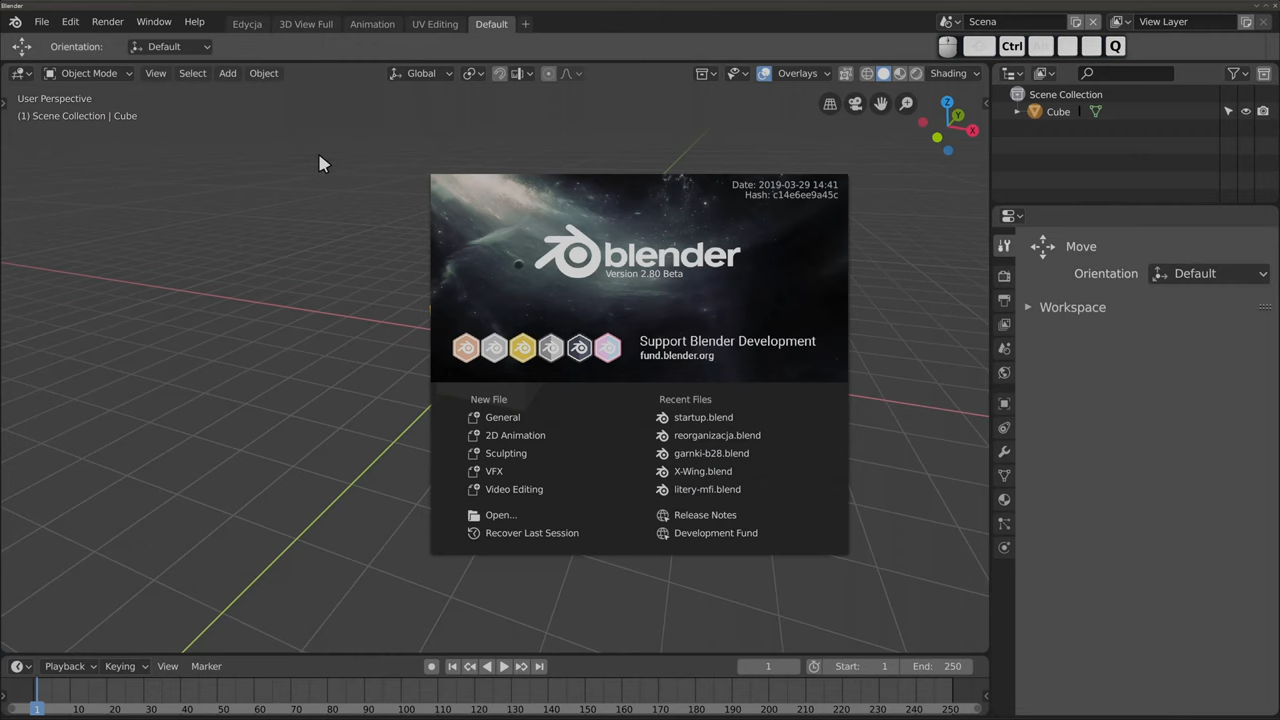 Blender
File Edit Render Window Help Edycja 3D View Full Animation UV Editing Default + Scena View Layer
Orientation: Default Ctrl Alt Q
Object Mode View Select Add Object Global Overlays Shading
User Perspective
(1) Scene Collection | Cube
Z
Y
X
Scene Collection
Cube
Move
Orientation Default
Workspace
Date: 2019-03-29 14:41
Hash: c14e6ee9a45c
blender
Version 2.80 Beta
Support Blender Development
fund.blender.org
New File Recent Files
General startup.blend
2D Animation reorganizacja.blend
Sculpting garnki-b28.blend
VFX X-Wing.blend
Video Editing litery-mfi.blend
Open... Release Notes
Recover Last Session Development Fund
Playback Keying View Marker 1 Start: 1 End: 250
1 10 20 30 40 50 60 70 80 90 100 110 120 130 140 150 160 170 180 190 200 210 220 230 240 250